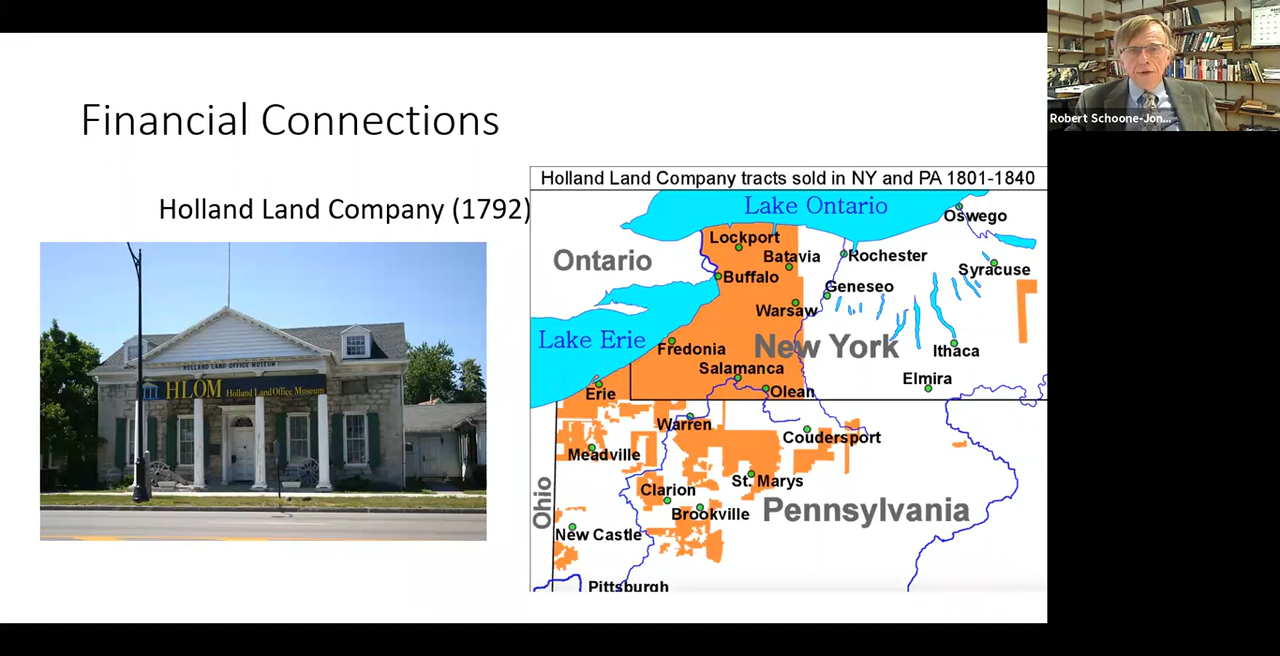 Financial Connections
Holland Land Company (1792)
HOLLAND LAND OFFICE MUSEUM
HLOM Holland Land Office Museum
Holland Land Company tracts sold in NY and PA 1801-1840
Lake Ontario
Oswego
Lockport
Ontario
Batavia
Rochester
Syracuse
Buffalo
Geneseo
Warsaw
Lake Erie
Fredonia
New York
Ithaca
Salamanca
Elmira
Erie
Olean
Warren
Coudersport
Meadville
St. Marys
Clarion
Ohio
Brookville
Pennsylvania
New Castle
Pittsburgh
Robert Schoone-Jon...